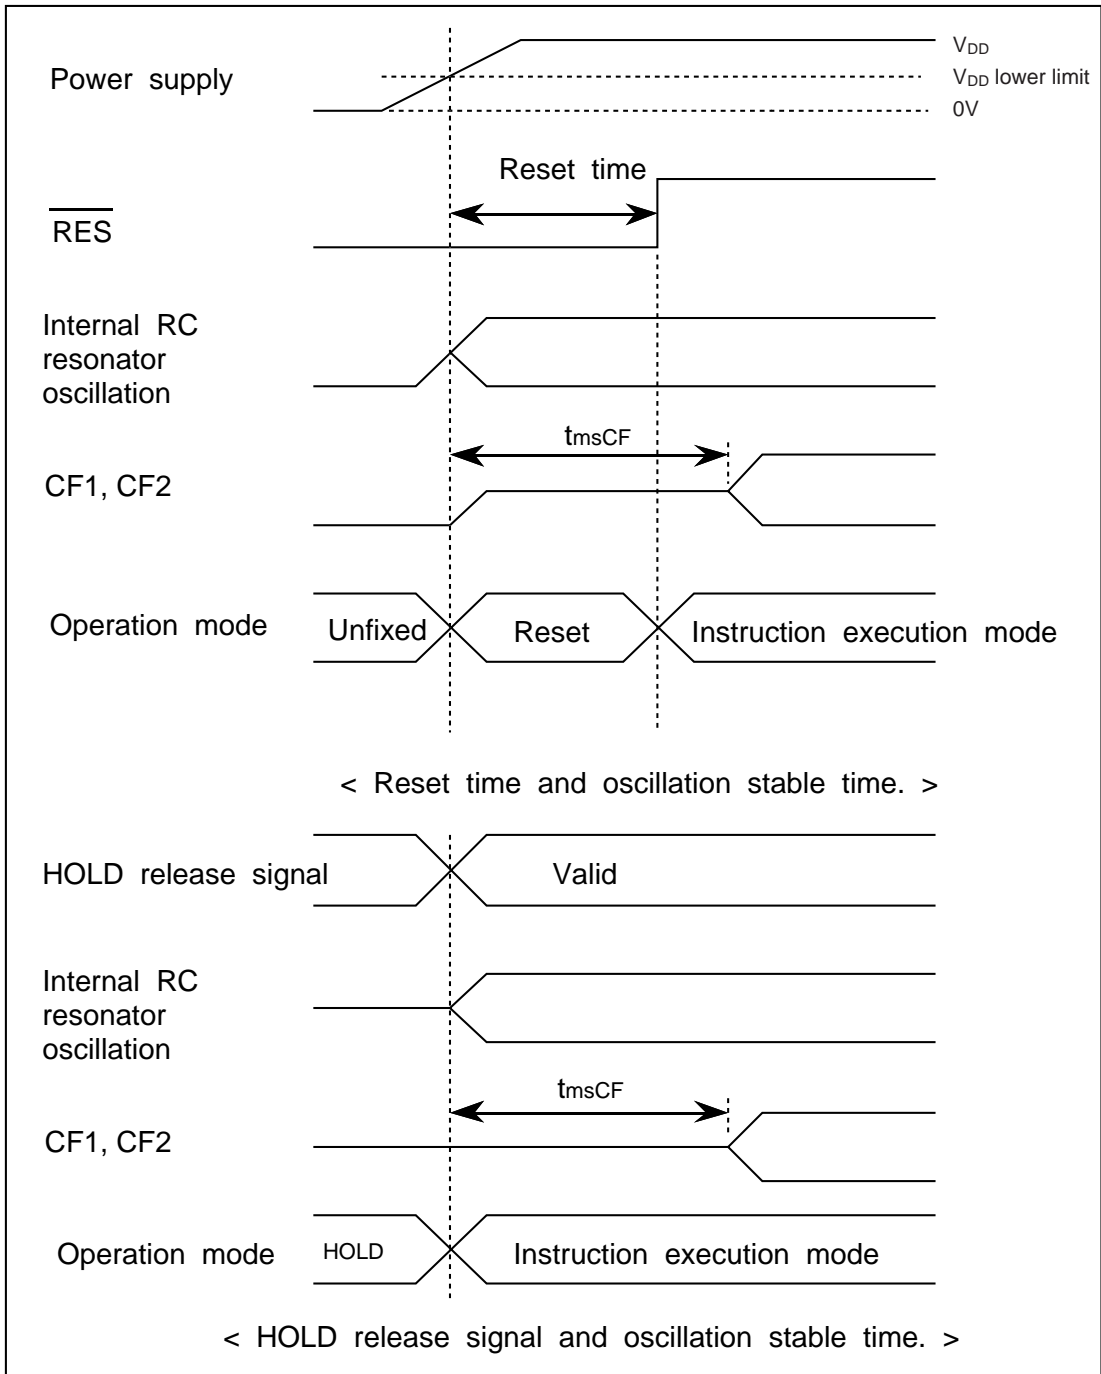 Power supply
VDD
VDD lower limit
0V
Reset time
RES
Internal RC
resonator
oscillation
tmsCF
CF1, CF2
Operation mode
Unfixed
Reset
Instruction execution mode
< Reset time and oscillation stable time. >
HOLD release signal
Valid
Internal RC
resonator
oscillation
tmsCF
CF1, CF2
Operation mode
HOLD
Instruction execution mode
< HOLD release signal and oscillation stable time. >